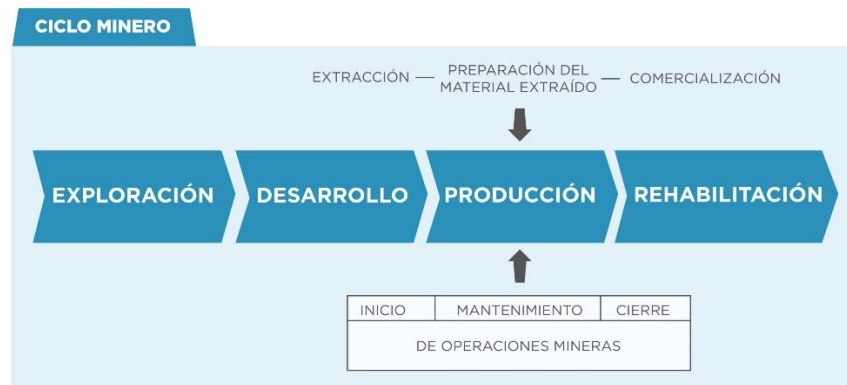 CICLO MINERO
EXTRACCIÓN — PREPARACIÓN DEL MATERIAL EXTRAÍDO — COMERCIALIZACIÓN
EXPLORACIÓN DESARROLLO PRODUCCIÓN REHABILITACIÓN
INICIO MANTENIMIENTO CIERRE
DE OPERACIONES MINERAS